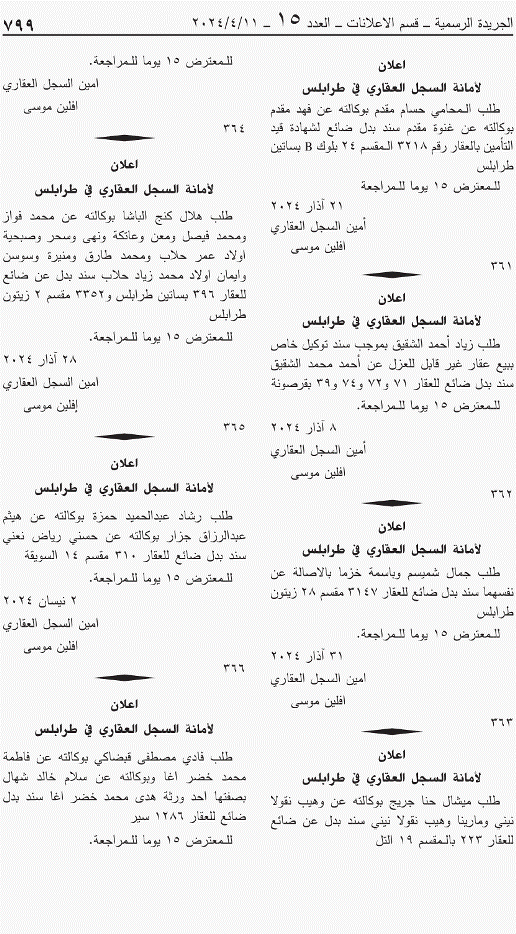 الجريدة الرسمية ــ قسم الاعلانات ــ العدد ١٥ ــ ٢٠٢٤/٤/١١
٧٩٩
اعلان
لأمانة السجل العقاري في طرابلس
طلب المحامي حسام مقدم بوكالته عن فهد مقدم
بوكالته عن غنوة مقدم سند بدل ضائع لشهادة قيد
التأمين بالعقار رقم ٣٢١٨ المقسم ٢٤ بلوك B بساتين
طرابلس
للمعترض ١٥ يوما للمراجعة
٢١ آذار ٢٠٢٤
أمين السجل العقاري
افلين موسى
٣٦١
اعلان
لأمانة السجل العقاري في طرابلس
طلب زياد أحمد الشقيق بموجب سند توكيل خاص
ببيع عقار غير قابل للعزل عن أحمد محمد الشقيق
سند بدل ضائع للعقار ٧١ و٧٢ و٧٤ و٣٩ بقرصونة
للمعترض ١٥ يوما للمراجعة.
٨ آذار ٢٠٢٤
أمين السجل العقاري
افلين موسى
٣٦٢
اعلان
لأمانة السجل العقاري في طرابلس
طلب جمال شميسم وباسمة خزما بالاصالة عن
نفسهما سند بدل ضائع للعقار ٣١٤٧ مقسم ٢٨ زيتون
طرابلس
للمعترض ١٥ يوما للمراجعة.
٣١ آذار ٢٠٢٤
امين السجل العقاري
افلين موسى
٣٦٣
اعلان
لأمانة السجل العقاري في طرابلس
طلب ميشال حنا جريج بوكالته عن وهيب نقولا
نيني ومارينا وهيب نقولا نيني سند بدل عن ضائع
للعقار ٢٢٣ بالمقسم ١٩ التل
للمعترض ١٥ يوما للمراجعة.
امين السجل العقاري
افلين موسى
٣٦٤
اعلان
لأمانة السجل العقاري في طرابلس
طلب هلال كنج الباشا بوكالته عن محمد فواز
ومحمد فيصل ومعن وعاتكة ونهى وسحر وصبحية
اولاد عمر حلاب ومحمد طارق ومنيرة وسوسن
وايمان اولاد محمد زياد حلاب سند بدل عن ضائع
للعقار ٣٩٦ بساتين طرابلس و٣٣٥٢ مقسم ٢ زيتون
طرابلس
للمعترض ١٥ يوما للمراجعة.
٢٨ آذار ٢٠٢٤
امين السجل العقاري
إفلين موسى
٣٦٥
اعلان
لأمانة السجل العقاري في طرابلس
طلب رشاد عبدالحميد حمزة بوكالته عن هيثم
عبدالرزاق جزار بوكالته عن حسني رياض نعني
سند بدل ضائع للعقار ٣١٠ مقسم ١٤ السويقة
للمعترض ١٥ يوما للمراجعة.
٢ نيسان ٢٠٢٤
امين السجل العقاري
افلين موسى
٣٦٦
اعلان
لأمانة السجل العقاري في طرابلس
طلب فادي مصطفى قبضاكي بوكالته عن فاطمة
محمد خضر اغا وبوكالته عن سلام خالد شهال
بصفتها احد ورثة هدى محمد خضر اغا سند بدل
ضائع للعقار ١٢٨٦ سير
للمعترض ١٥ يوما للمراجعة.